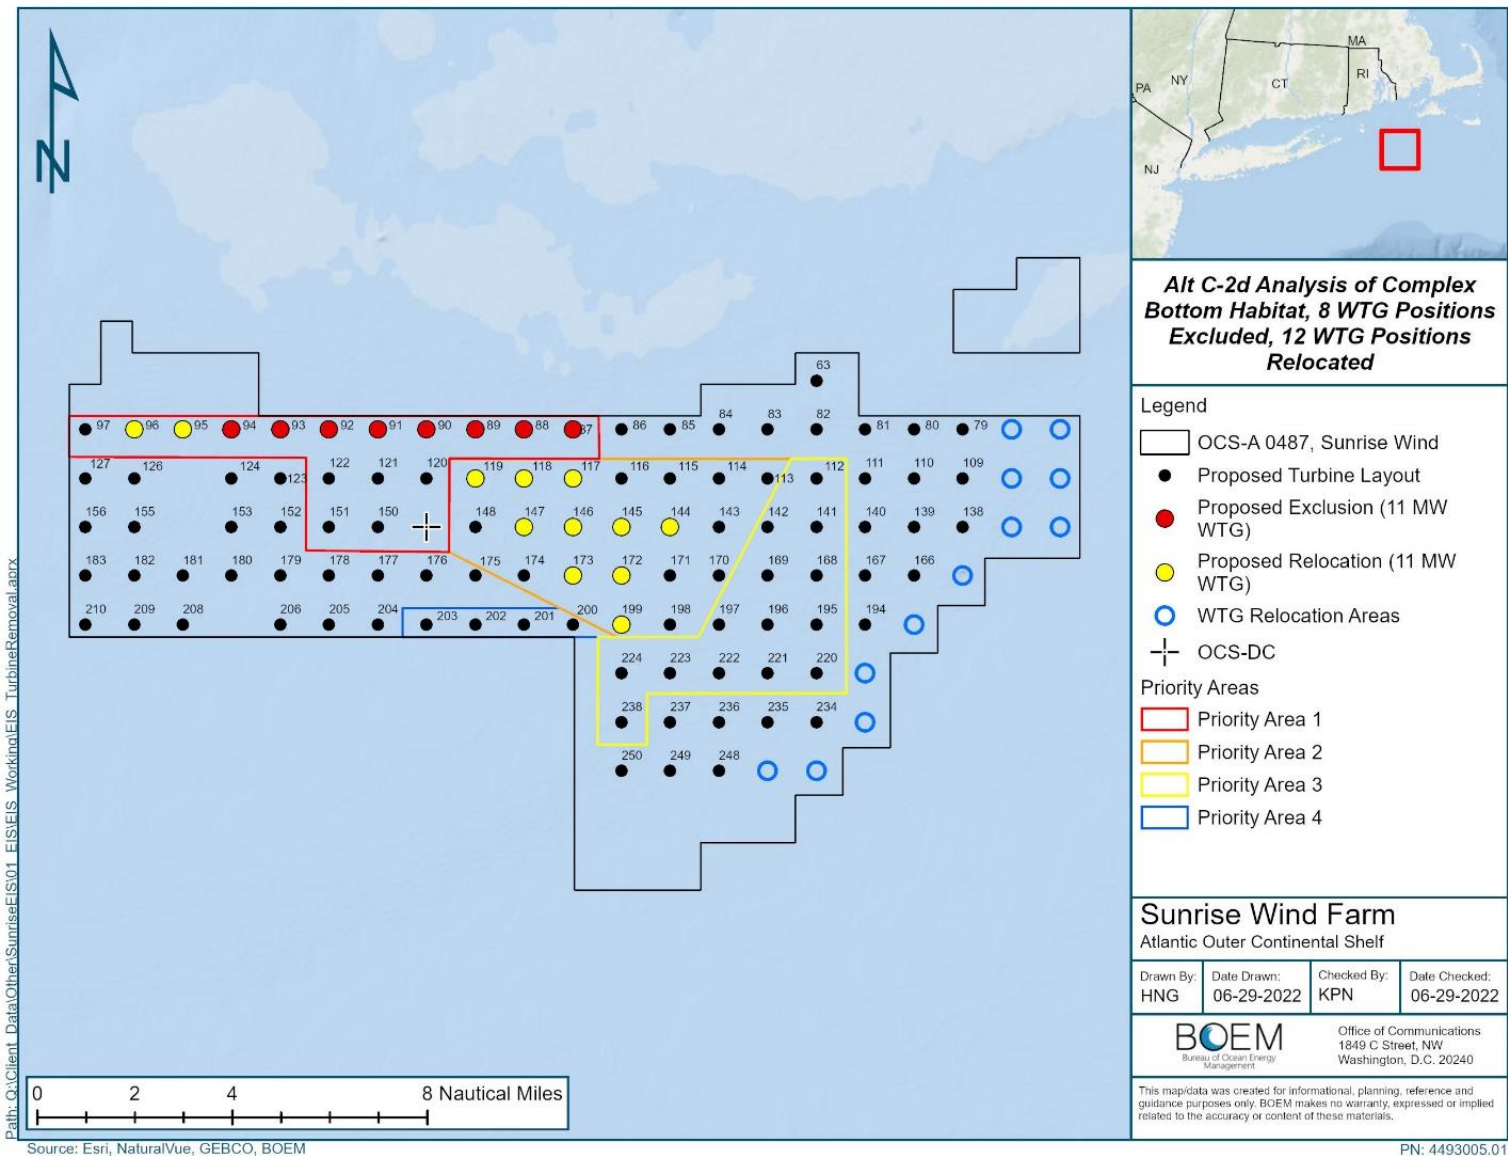 N
MA
NY
CT
RI
PA
NJ
Alt C-2d Analysis of Complex
Bottom Habitat, 8 WTG Positions
Excluded, 12 WTG Positions
Relocated
63
84 83 82
97 96 95 94 93 92 91 90 89 88 87 86 85 81 80 79
127 126 124 123 122 121 120 119 118 117 116 115 114 113 112 111 110 109
156 155 153 152 151 150 148 147 146 145 144 143 142 141 140 139 138
183 182 181 180 179 178 177 176 175 174 173 172 171 170 169 168 167 166
210 209 208 206 205 204 203 202 201 200 199 198 197 196 195 194
224 223 222 221 220
238 237 236 235 234
250 249 248
Legend
OCS-A 0487, Sunrise Wind
Proposed Turbine Layout
Proposed Exclusion (11 MW
WTG)
Proposed Relocation (11 MW
WTG)
WTG Relocation Areas
OCS-DC
Priority Areas
Priority Area 1
Priority Area 2
Priority Area 3
Priority Area 4
Sunrise Wind Farm
Atlantic Outer Continental Shelf
Drawn By: Date Drawn: Checked By: Date Checked:
HNG 06-29-2022 KPN 06-29-2022
BOEM
Bureau of Ocean Energy
Management
Office of Communications
1849 C Street, NW
Washington, D.C. 20240
This map/data was created for informational, planning, reference and
guidance purposes only. BOEM makes no warranty, expressed or implied
related to the accuracy or content of these materials.
0 2 4 8 Nautical Miles
Path: Q:\Client_Data\Other\SunriseEIS\01_EIS\EIS_Working\EIS_TurbineRemoval.aprx
Source: Esri, NaturalVue, GEBCO, BOEM
PN: 4493005.01